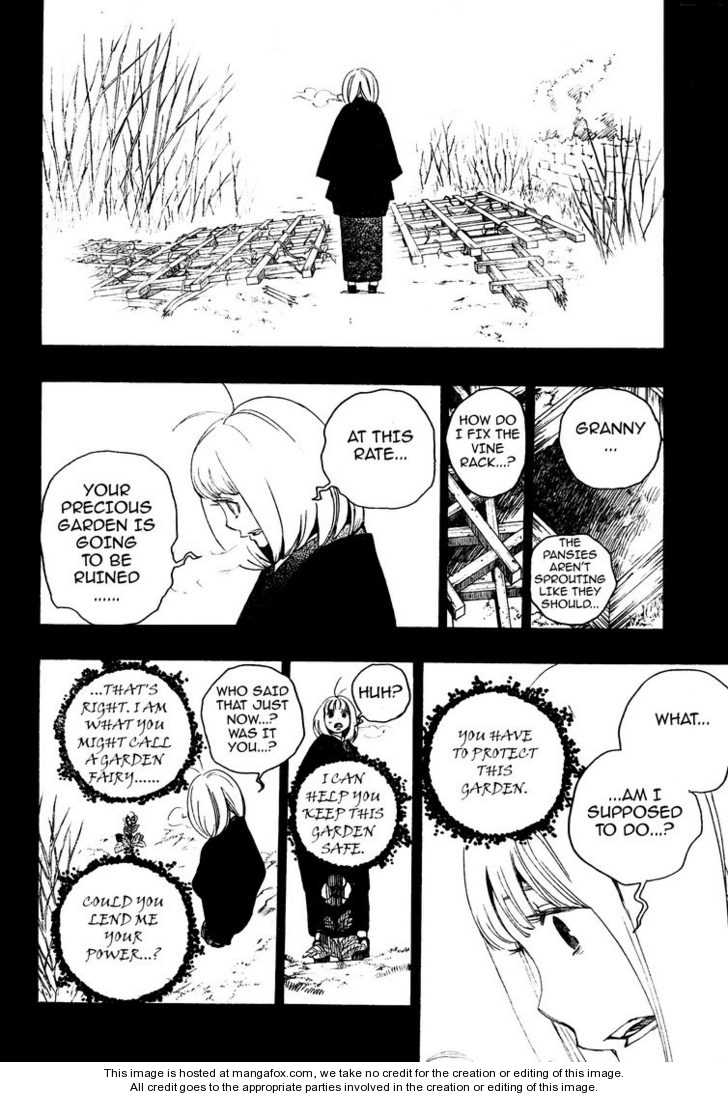 GRANNY
...
THE
PANSIES
AREN'T
SPROUTING
LIKE THEY
SHOULD...
HOW DO
I FIX THE
VINE
RACK...?
AT THIS
RATE...
YOUR
PRECIOUS
GARDEN IS
GOING
TO BE
RUINED
......
WHAT...
...AM I
SUPPOSED
TO DO...?
YOU HAVE
TO PROTECT
THIS
GARDEN.
HUH?
I CAN
HELP YOU
KEEP THIS
GARDEN
SAFE.
WHO SAID
THAT JUST
NOW...?
WAS IT
YOU...?
...THAT'S
RIGHT. I AM
WHAT YOU
MIGHT CALL
A GARDEN
FAIRY......
COULD YOU
LEND ME
YOUR
POWER...?
This image is hosted at mangafox.com, we take no credit for the creation or editing of this image.
All credit goes to the appropriate parties involved in the creation or editing of this image.